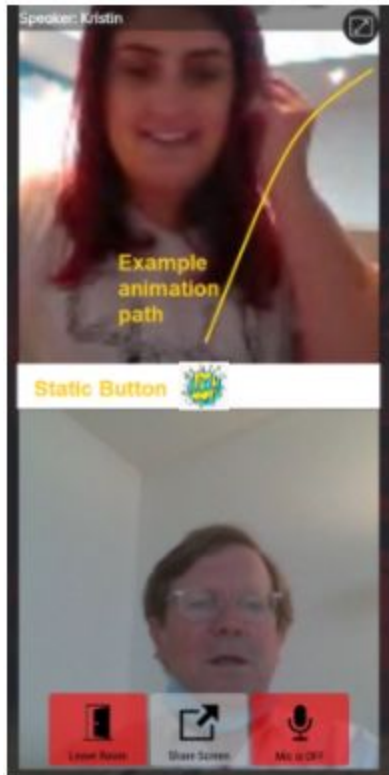 Speaker: Kristin
Example
animation
path
Static Button
Leave Room
Share Screen
Mic is OFF